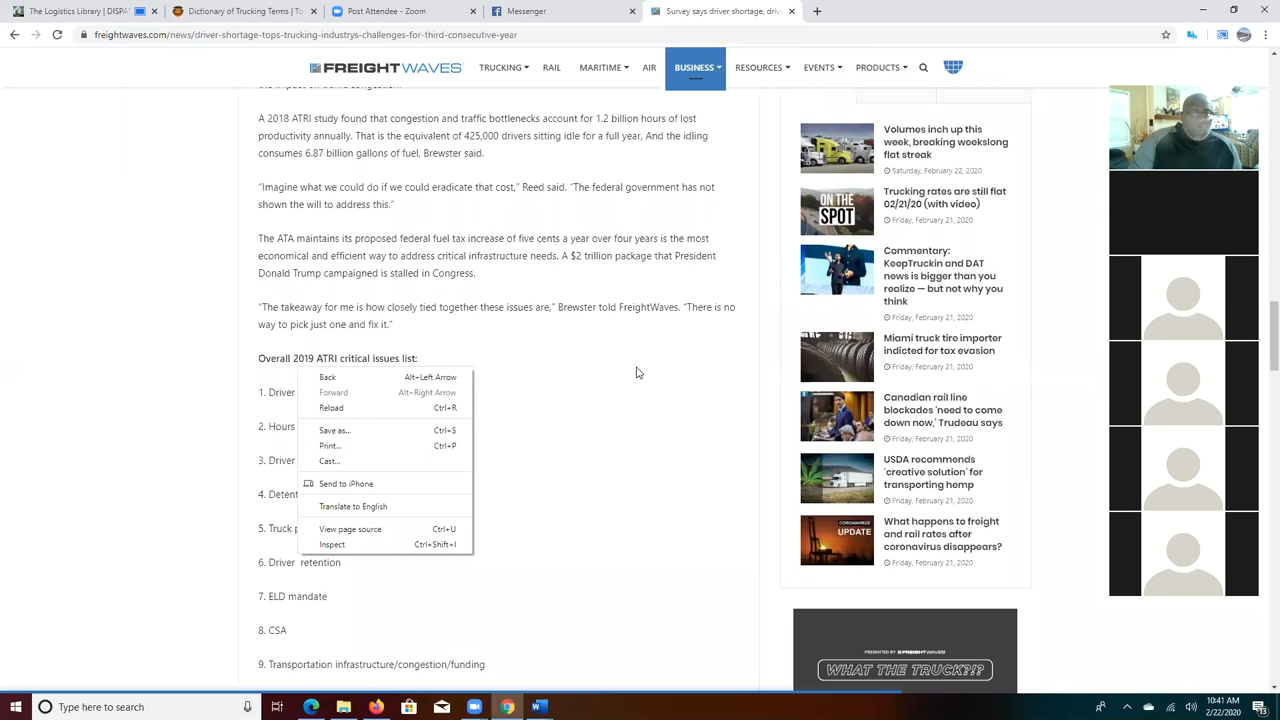 The Logistics Library | DISPA
Dictionary of Trucking Industry
Post Attendee - Zoom
Messenger
Survey says driver shortage tops
freightwaves.com/news/driver-shortage-tops-trucking-industrys-challenges-for-third-consecutive-year
FREIGHTWAVES
TRUCKING
RAIL
MARITIME
AIR
BUSINESS
RESOURCES
EVENTS
PRODUCTS
the impact on traffic congestion.
A 2018 ATRI study found that congestion and traffic bottlenecks account for 1.2 billion hours of lost
productivity annually. That is the equivalent of 425,000 drivers sitting idle for a full year, And the idling
consumes 6.87 billion gallons of fuel, Brewster said.
“Imagine what we could do if we could eradicate that cost,” Reed said. “The federal government has not
shown the will to address this.”
The ATA maintains its proposed federal fuel tax increase of five cents a year over four years is the most
economical and efficient way to address critical infrastructure needs. A $2 trillion package that President
Donald Trump campaigned is stalled in Congress.
“The takeaway for me is how closely tied together these issues are,” Brewster told FreightWaves. “There is no
way to pick just one and fix it.”
Overall 2019 ATRI critical issues list:
1. Driver
2. Hours
3. Driver
4. Detent
5. Truck p
6. Driver retention
7. ELD mandate
8. CSA
9. Transportation infrastructure/congestion/funding
Back Alt+Left Arrow
Forward Alt+Right Arrow
Reload Ctrl+R
Save as... Ctrl+S
Print... Ctrl+P
Cast...
Send to iPhone
Translate to English
View page source Ctrl+U
Inspect Ctrl+Shift+I
Volumes inch up this
week, breaking weekslong
flat streak
Saturday, February 22, 2020
ON THE
SPOT
Trucking rates are still flat
02/21/20 (with video)
Friday, February 21, 2020
Commentary:
KeepTruckin and DAT
news is bigger than you
realize — but not why you
think
Friday, February 21, 2020
Miami truck tire importer
indicted for tax evasion
Friday, February 21, 2020
Canadian rail line
blockades ‘need to come
down now,’ Trudeau says
Friday, February 21, 2020
USDA recommends
‘creative solution’ for
transporting hemp
Friday, February 21, 2020
CORONAVIRUS
UPDATE
What happens to freight
and rail rates after
coronavirus disappears?
Friday, February 21, 2020
PRESENTED BY FREIGHTWAVES
WHAT THE TRUCK?!?
Type here to search
10:41 AM
2/22/2020
13